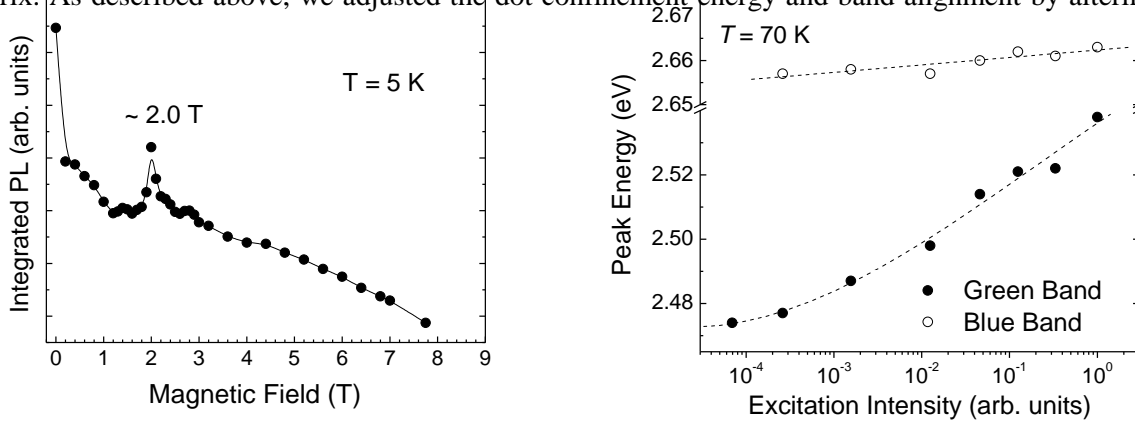 rix. As described above, we adjusted the dot confinement energy and band alignment by altern
T = 5 K
~ 2.0 T
Integrated PL (arb. units)
0 1 2 3 4 5 6 7 8 9
Magnetic Field (T)
T = 70 K
2.67
2.66
2.65
2.52
2.50
2.48
Peak Energy (eV)
Green Band
Blue Band
10⁻⁴ 10⁻³ 10⁻² 10⁻¹ 10⁰
Excitation Intensity (arb. units)